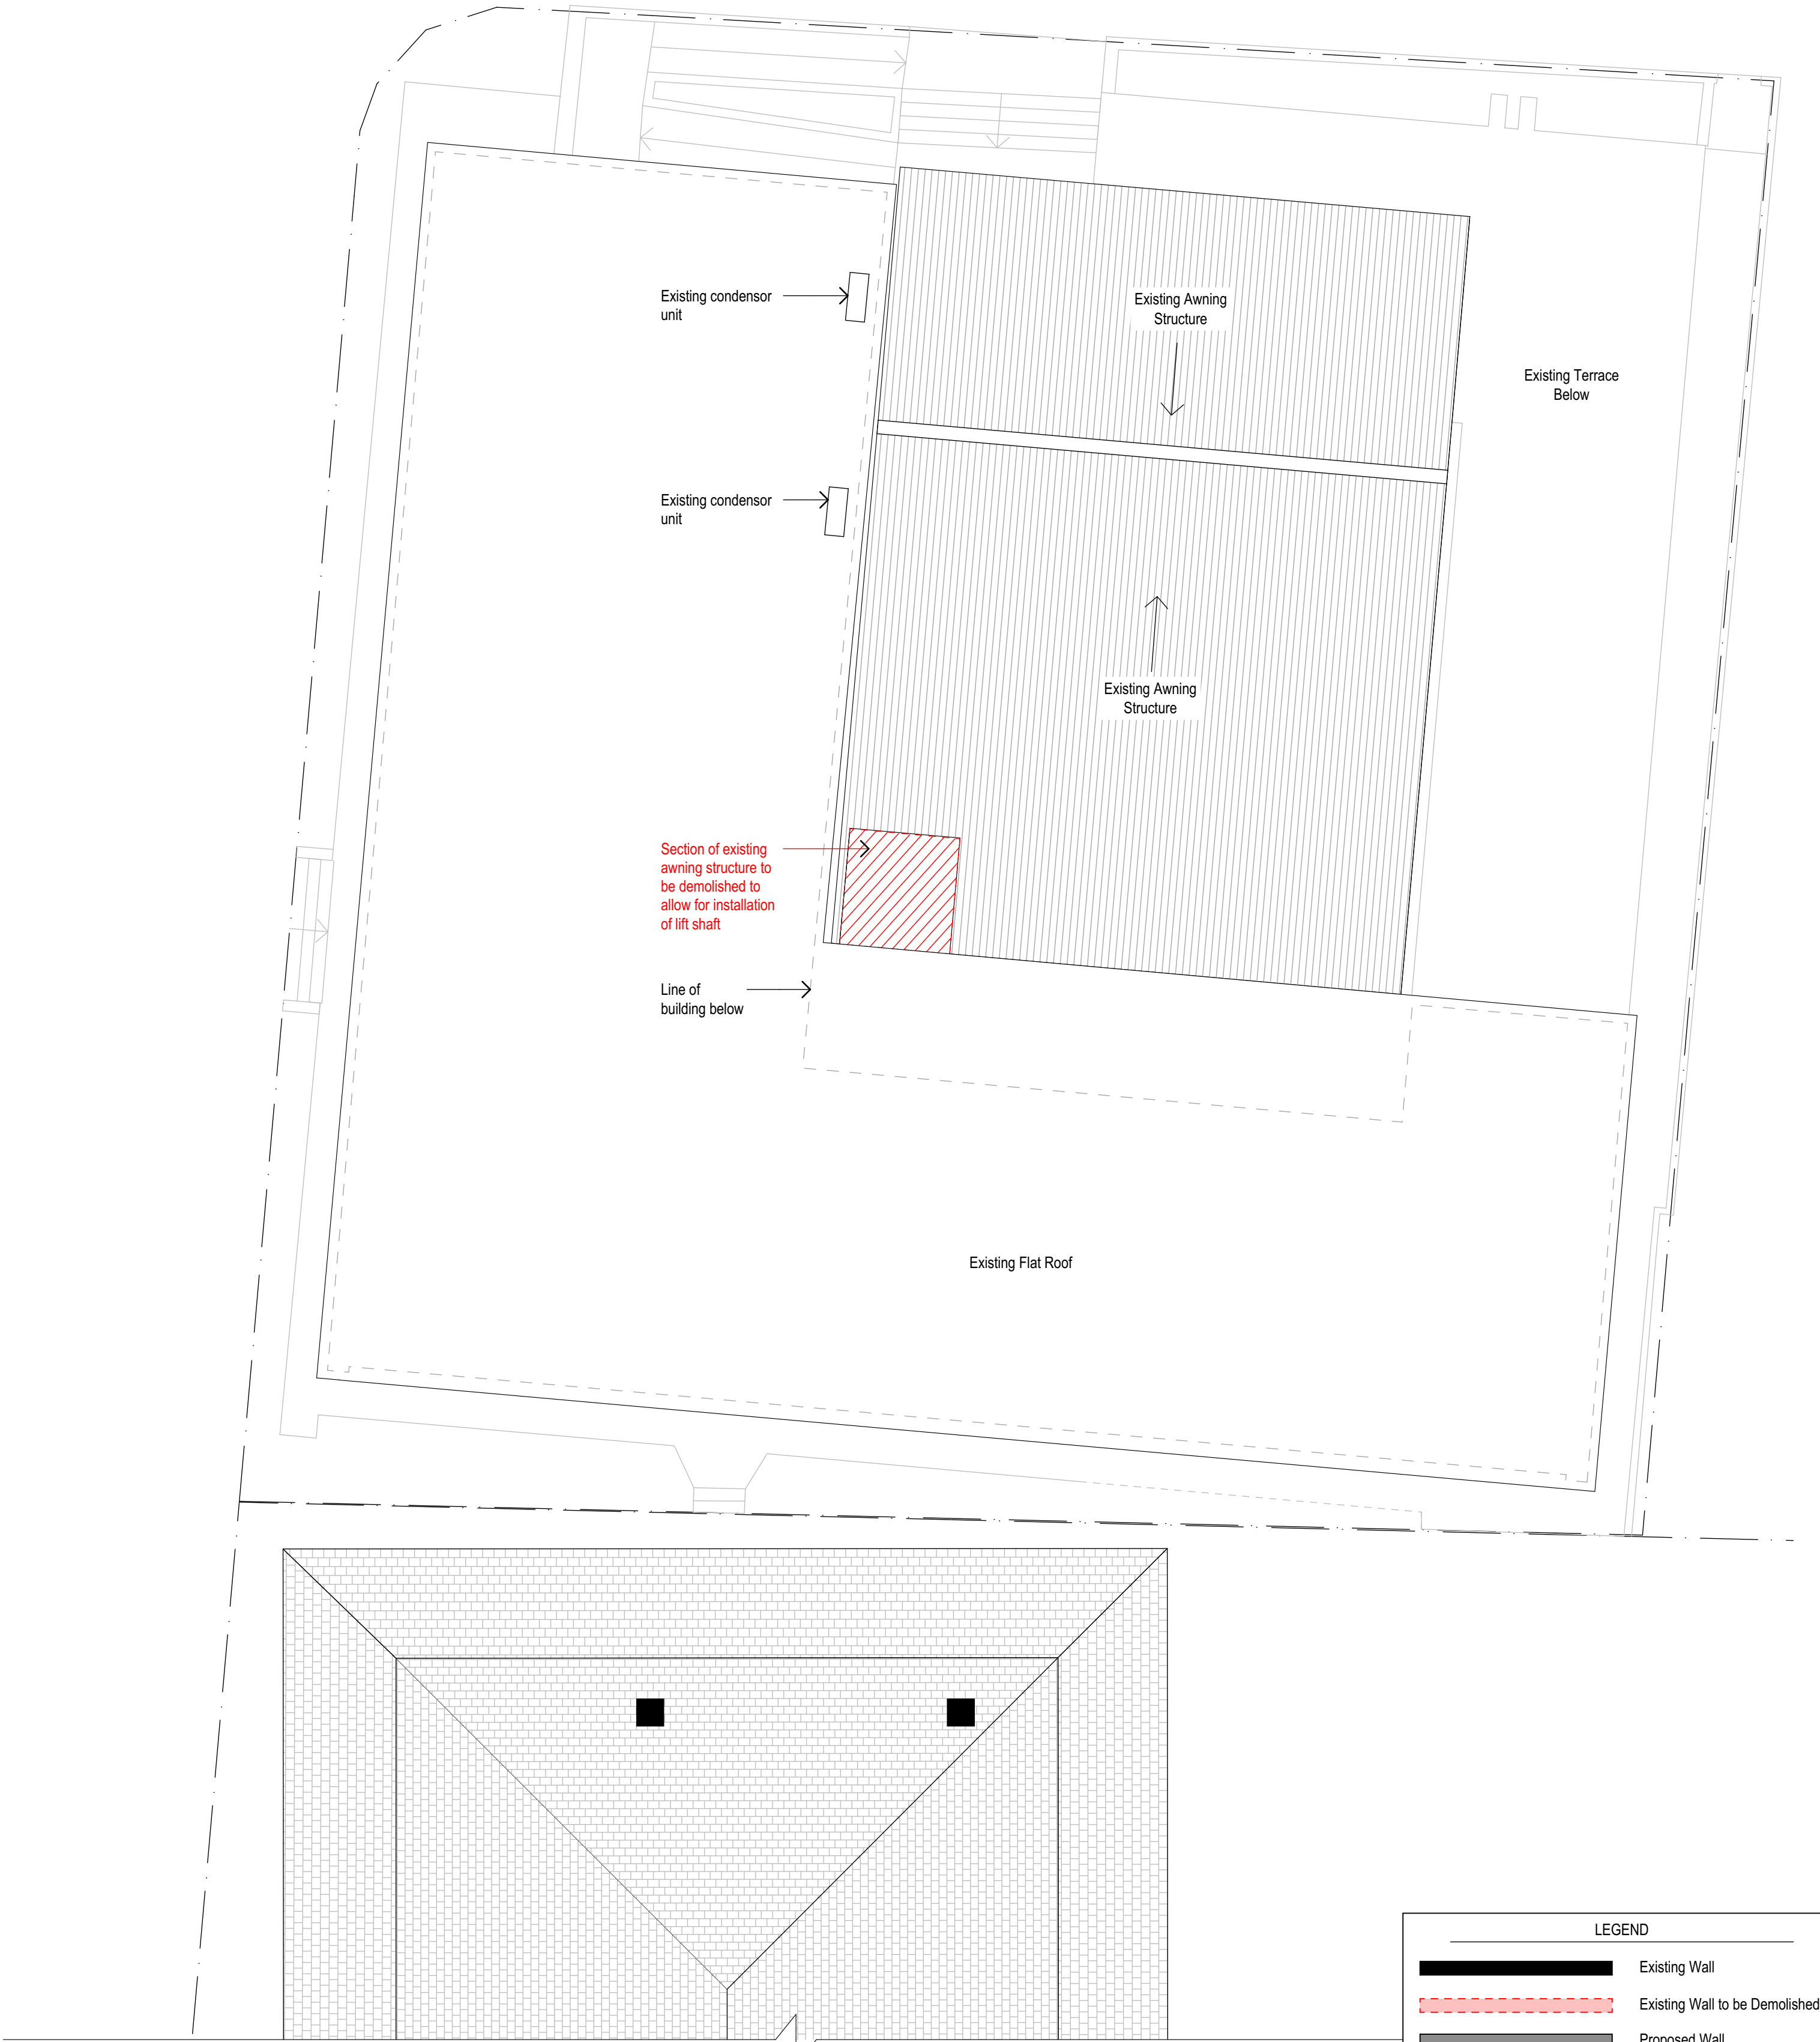 Existing condensor
unit
Existing Awning
Structure
Existing Terrace
Below
Existing condensor
unit
Existing Awning
Structure
Section of existing
awning structure to
be demolished to
allow for installation
of lift shaft
Line of
building below
Existing Flat Roof
LEGEND
Existing Wall
Existing Wall to be Demolished
Proposed Wall